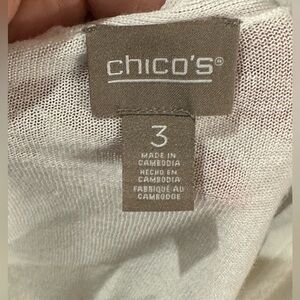 chico's®
3
MADE IN
CAMBODIA
HECHO EN
CAMBODIA
FABRIQUÉ AU
CAMBODGE